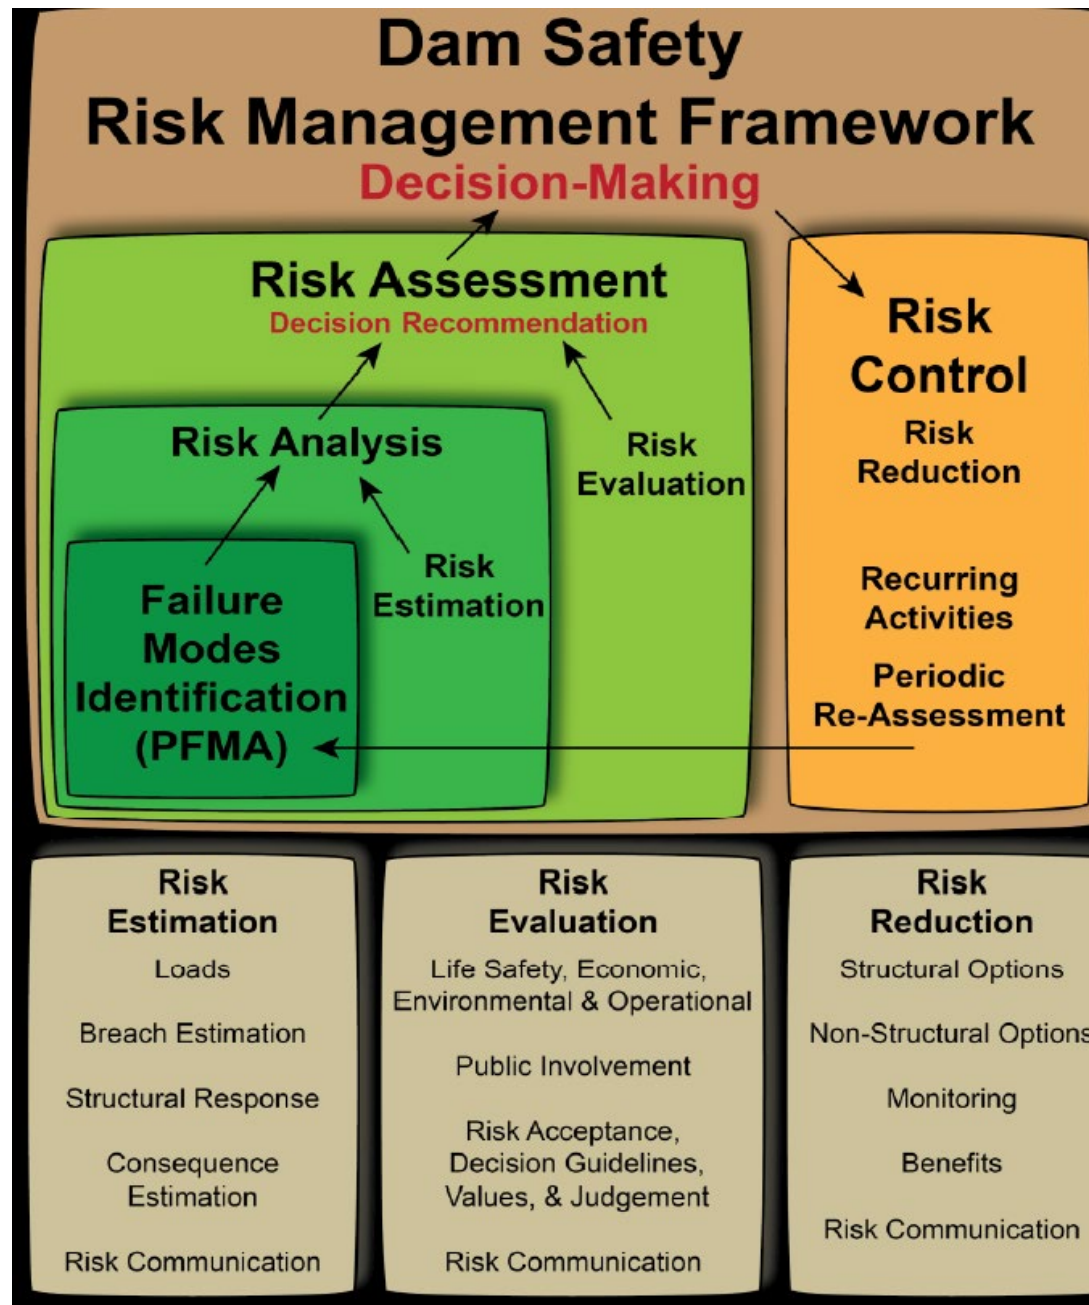 Dam Safety
Risk Management Framework
Decision-Making
Risk Assessment
Decision Recommendation
Risk Analysis
Risk
Evaluation
Risk
Estimation
Failure
Modes
Identification
(PFMA)
Risk
Control
Risk
Reduction
Recurring
Activities
Periodic
Re-Assessment
Risk
Estimation
Loads
Breach Estimation
Structural Response
Consequence
Estimation
Risk Communication
Risk
Evaluation
Life Safety, Economic,
Environmental & Operational
Public Involvement
Risk Acceptance,
Decision Guidelines,
Values, & Judgement
Risk Communication
Risk
Reduction
Structural Options
Non-Structural Options
Monitoring
Benefits
Risk Communication